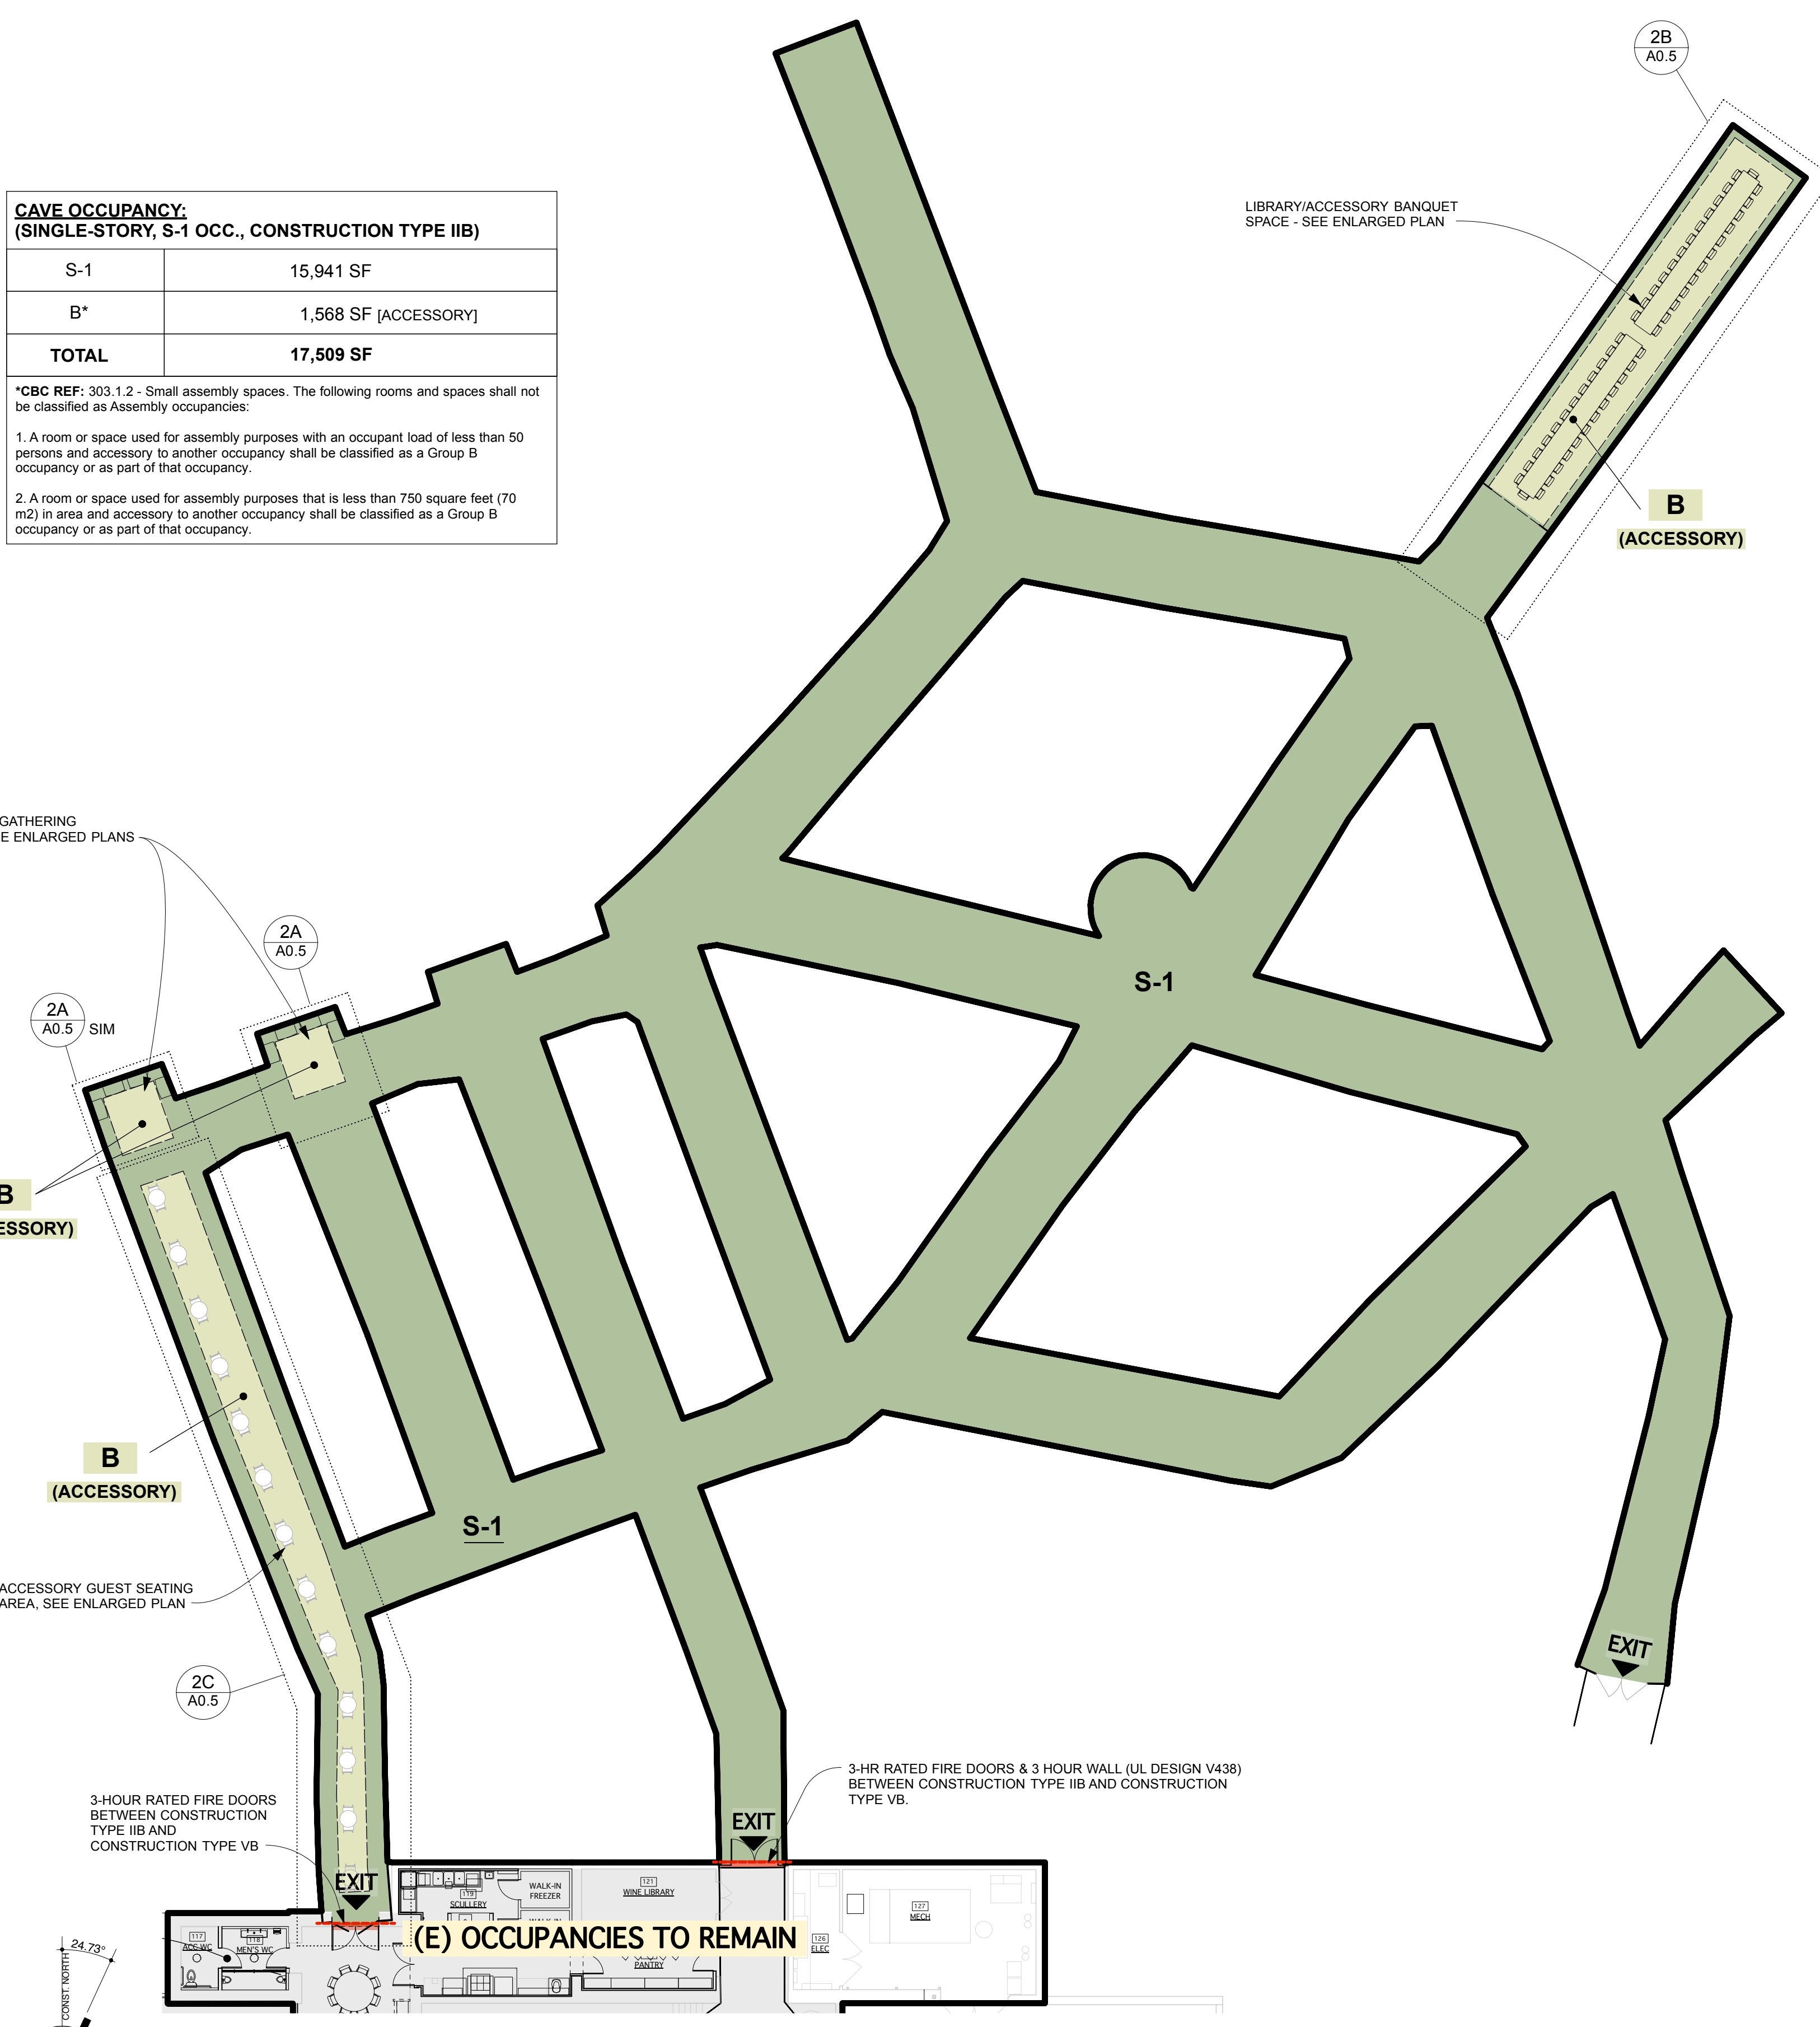 2B
A0.5
CAVE OCCUPANCY:
(SINGLE-STORY, S-1 OCC., CONSTRUCTION TYPE IIB)
S-1
15,941 SF
B*
1,568 SF [ACCESSORY]
TOTAL
17,509 SF
*CBC REF: 303.1.2 - Small assembly spaces. The following rooms and spaces shall not
be classified as Assembly occupancies:
1. A room or space used for assembly purposes with an occupant load of less than 50
persons and accessory to another occupancy shall be classified as a Group B
occupancy or as part of that occupancy.
2. A room or space used for assembly purposes that is less than 750 square feet (70
m2) in area and accessory to another occupancy shall be classified as a Group B
occupancy or as part of that occupancy.
LIBRARY/ACCESSORY BANQUET
SPACE - SEE ENLARGED PLAN
B
(ACCESSORY)
GATHERING
E ENLARGED PLANS
2A
A0.5
2A
A0.5
SIM
S-1
B
ESSORY)
B
(ACCESSORY)
S-1
ACCESSORY GUEST SEATING
AREA, SEE ENLARGED PLAN
2C
A0.5
EXIT
3-HR RATED FIRE DOORS & 3 HOUR WALL (UL DESIGN V438)
BETWEEN CONSTRUCTION TYPE IIB AND CONSTRUCTION
TYPE VB.
3-HOUR RATED FIRE DOORS
BETWEEN CONSTRUCTION
TYPE IIB AND
CONSTRUCTION TYPE VB
EXIT
EXIT
119
SCULLERY
WALK-IN
FREEZER
WALK-IN
121
WINE LIBRARY
127
MECH
117
ACC WC
118
MEN'S WC
(E) OCCUPANCIES TO REMAIN
PANTRY
126
ELEC
24.73°
CONST. NORTH